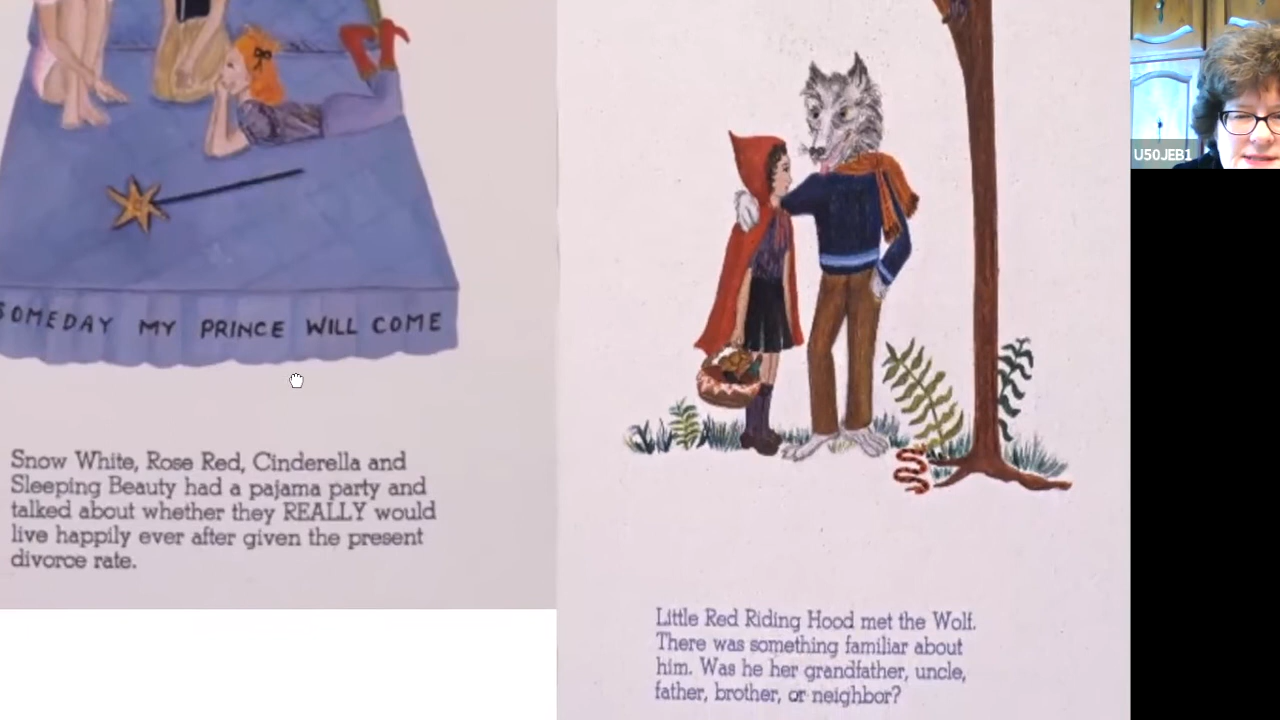 SOMEDAY MY PRINCE WILL COME
Snow White, Rose Red, Cinderella and
Sleeping Beauty had a pajama party and
talked about whether they REALLY would
live happily ever after given the present
divorce rate.
Little Red Riding Hood met the Wolf.
There was something familiar about
him. Was he her grandfather, uncle,
father, brother, or neighbor?
U50JEB1